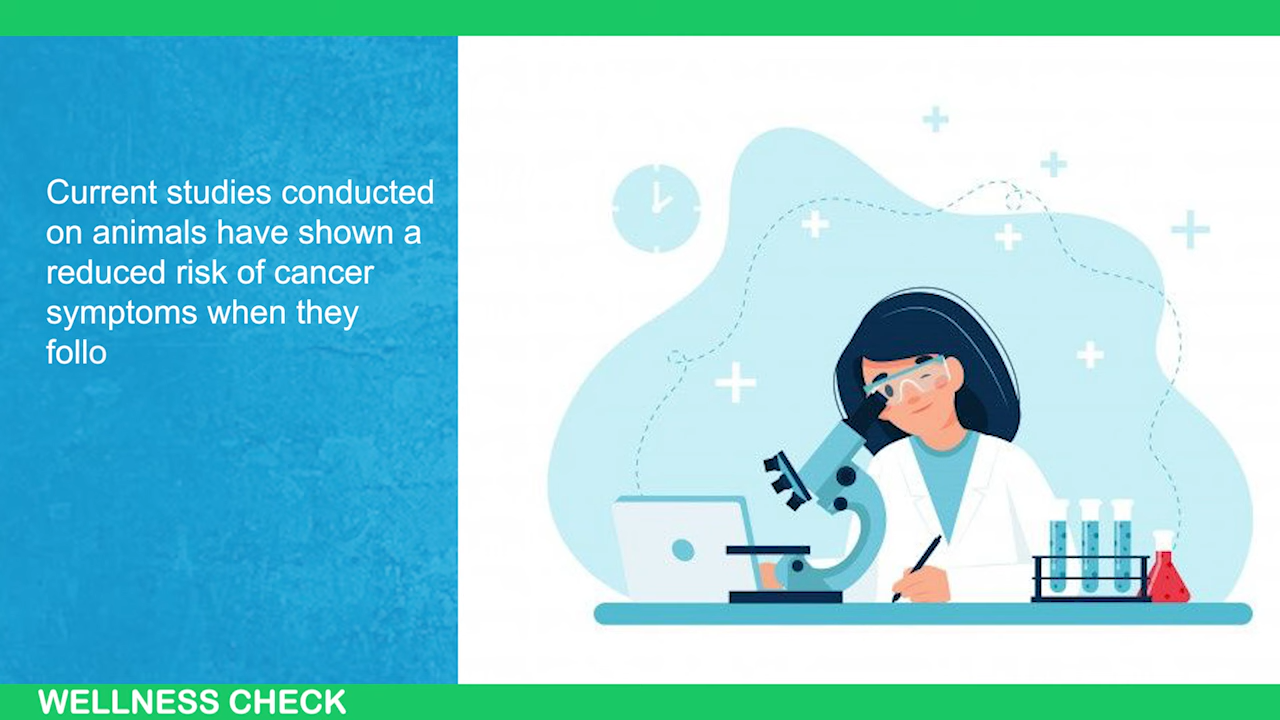 Current studies conducted
on animals have shown a
reduced risk of cancer
symptoms when they
follo
WELLNESS CHECK